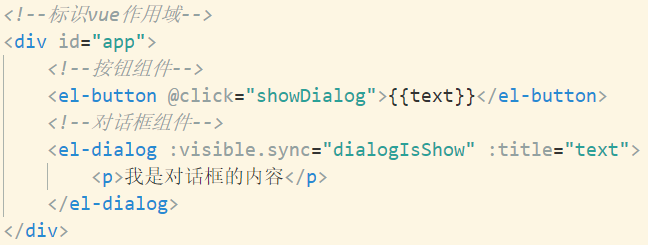 <!--标识vue作用域-->
<div id="app">
    <!--按钮组件-->
    <el-button @click="showDialog">{{text}}</el-button>
    <!--对话框组件-->
    <el-dialog :visible.sync="dialogIsShow" :title="text">
        <p>我是对话框的内容</p>
    </el-dialog>
</div>